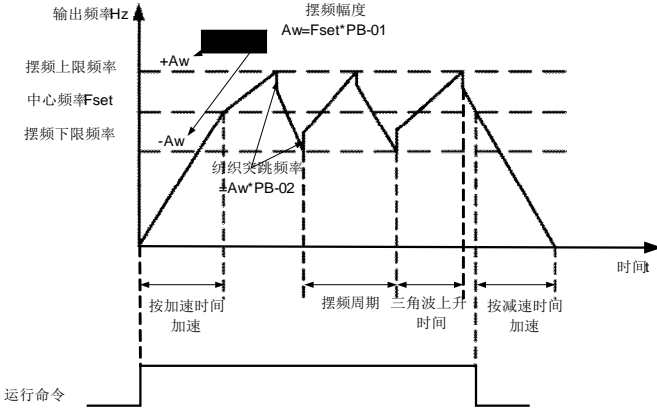 输出频率Hz
摆频幅度
Aw=Fset*PB-01
+Aw
摆频上限频率
中心频率Fset
摆频下限频率
-Aw
纺织突跳频率
=Aw*PB-02
时间t
按加速时间
加速
摆频周期
三角波上升
时间
按减速时间
加速
运行命令